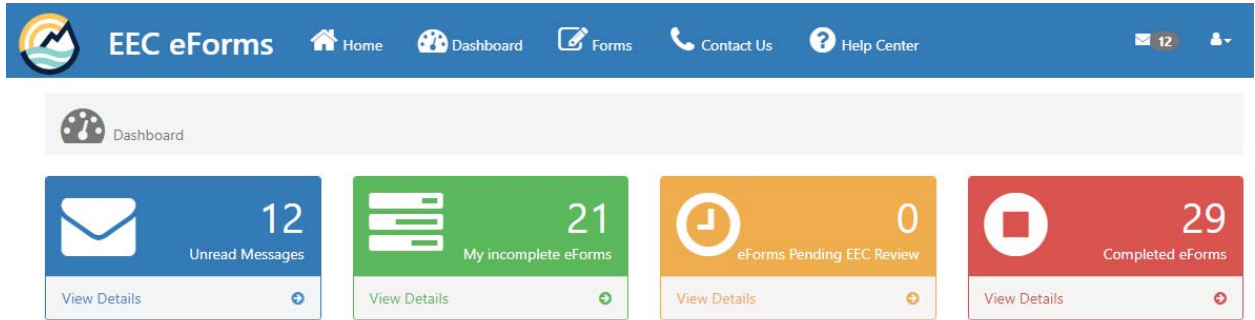 EEC eForms Home Dashboard Forms Contact Us Help Center 12
Dashboard
12
Unread Messages
View Details
21
My incomplete eForms
View Details
0
eForms Pending EEC Review
View Details
29
Completed eForms
View Details